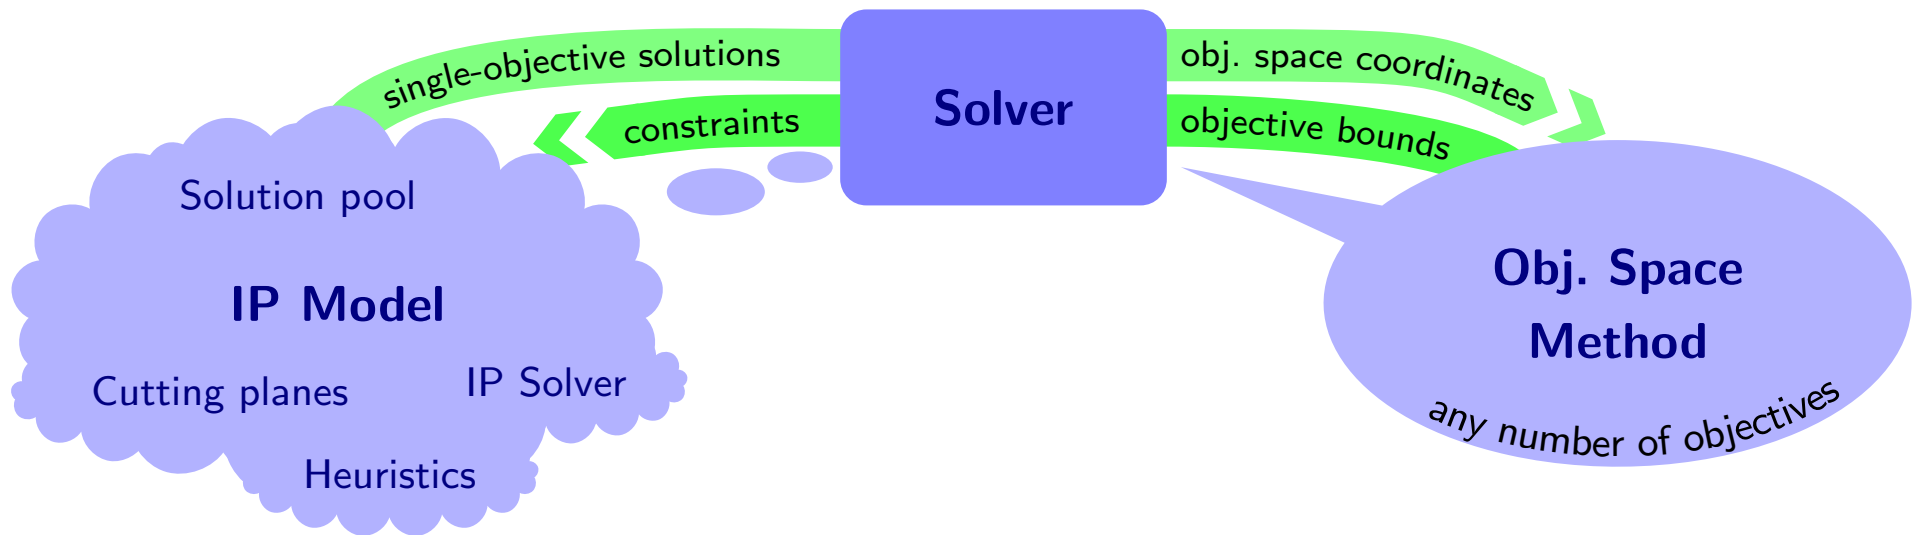 single-objective solutions
constraints
Solver
obj. space coordinates
objective bounds
Solution pool
IP Model
Cutting planes
IP Solver
Heuristics
Obj. Space
Method
any number of objectives